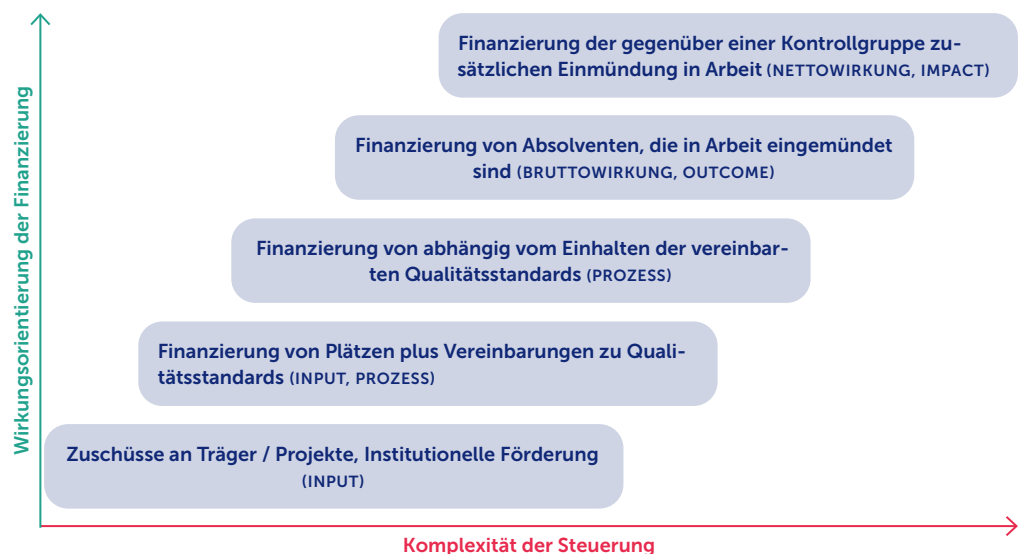 Wirkungsorientierung der Finanzierung
Finanzierung der gegenüber einer Kontrollgruppe zu-
sätzlichen Einmündung in Arbeit (NETTOWIRKUNG, IMPACT)
Finanzierung von Absolventen, die in Arbeit eingemündet
sind (BRUTTOWIRKUNG, OUTCOME)
Finanzierung von abhängig vom Einhalten der vereinbar-
ten Qualitätsstandards (PROZESS)
Finanzierung von Plätzen plus Vereinbarungen zu Quali-
tätsstandards (INPUT, PROZESS)
Zuschüsse an Träger / Projekte, Institutionelle Förderung
(INPUT)
Komplexität der Steuerung